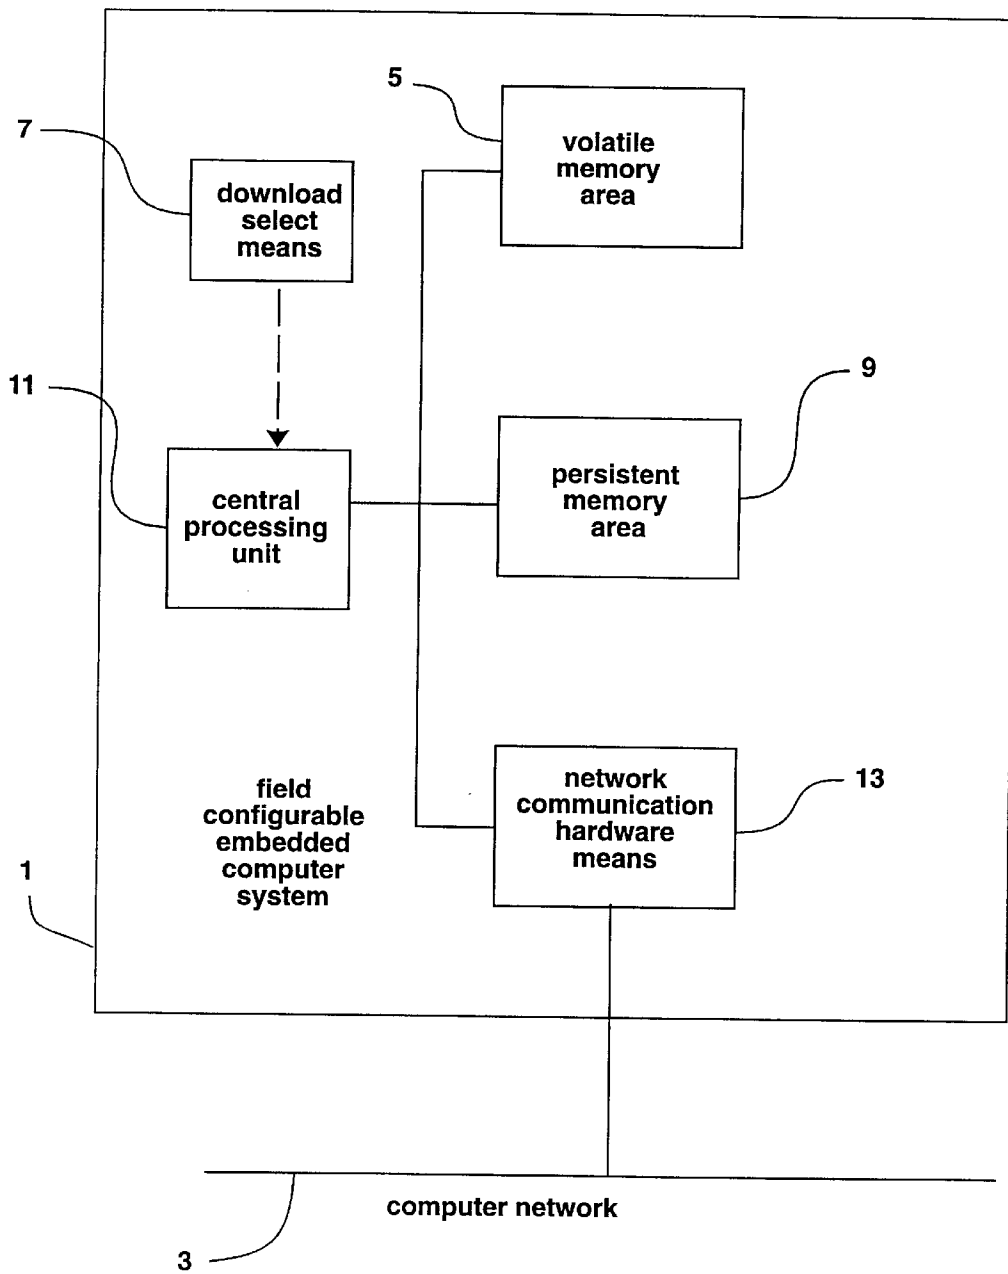 5
volatile
memory
area
7
download
select
means
11
9
persistent
memory
area
central
processing
unit
network
communication
hardware
means
13
field
configurable
embedded
computer
system
1
computer network
3